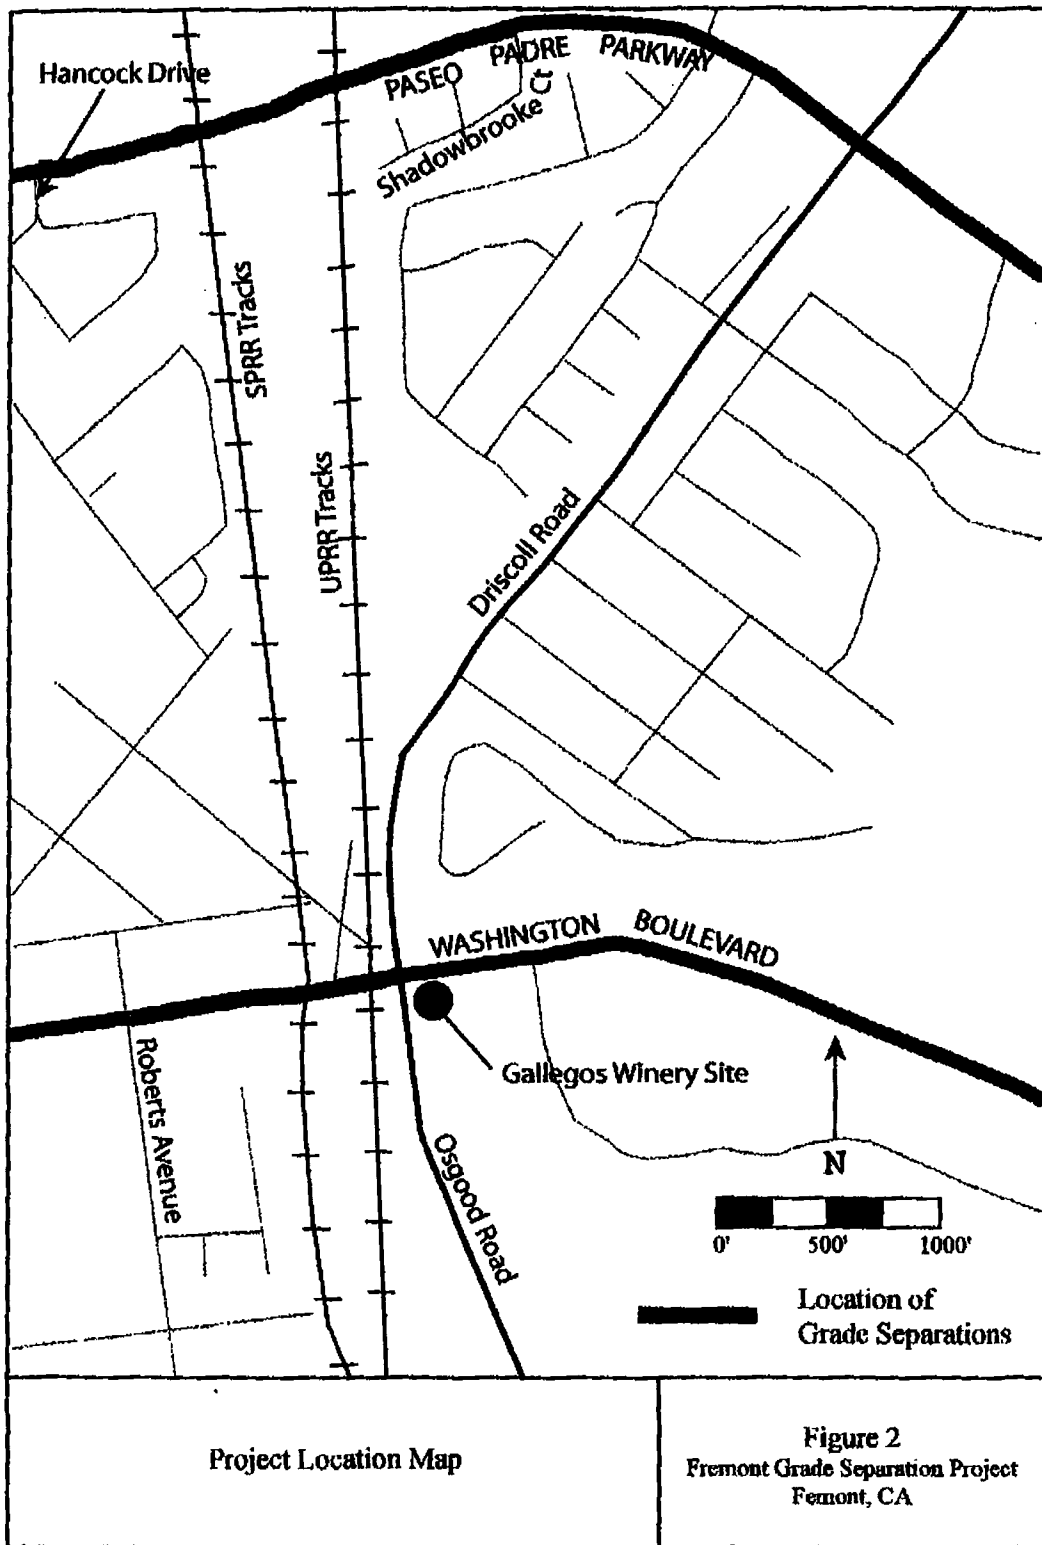 Hancock Drive
PASEO PADRE PARKWAY
Shadowbrooke Ct
SPRR Tracks
UPRR Tracks
Driscoll Road
WASHINGTON BOULEVARD
Gallegos Winery Site
Roberts Avenue
Osgood Road
N
0' 500' 1000'
Location of
Grade Separations
Project Location Map
Figure 2
Fremont Grade Separation Project
Femont, CA